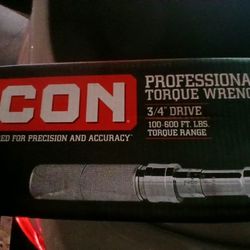 CON
PROFESSIONA
TORQUE WRENC
3/4" DRIVE
100-600 FT. LBS.
TORQUE RANGE
ED FOR PRECISION AND ACCURACY